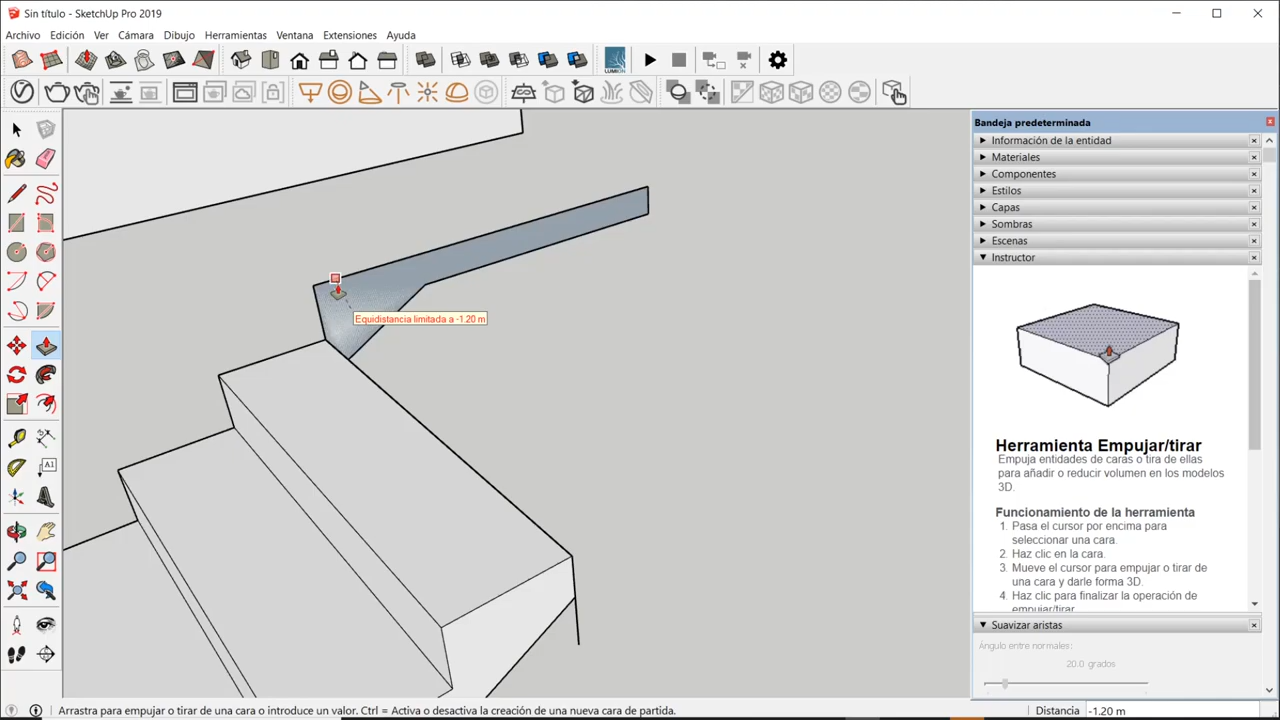 Sin título - SketchUp Pro 2019
Archivo Edición Ver Cámara Dibujo Herramientas Ventana Extensiones Ayuda
LUMION
Bandeja predeterminada
Información de la entidad
Materiales
Componentes
Estilos
Capas
Sombras
Escenas
Instructor
Equidistancia limitada a -1.20 m
A1
Herramienta Empujar/tirar
Empuja entidades de caras o tira de ellas
para añadir o reducir volumen en los modelos
3D.
Funcionamiento de la herramienta
1. Pasa el cursor por encima para
seleccionar una cara.
2. Haz clic en la cara.
3. Mueve el cursor para empujar o tirar de
una cara y darle forma 3D.
4. Haz clic para finalizar la operación de
empujar/tirar
Suavizar aristas
Ángulo entre normales:
20.0 grados
Arrastra para empujar o tirar de una cara o introduce un valor. Ctrl = Activa o desactiva la creación de una nueva cara de partida.
Distancia -1.20 m